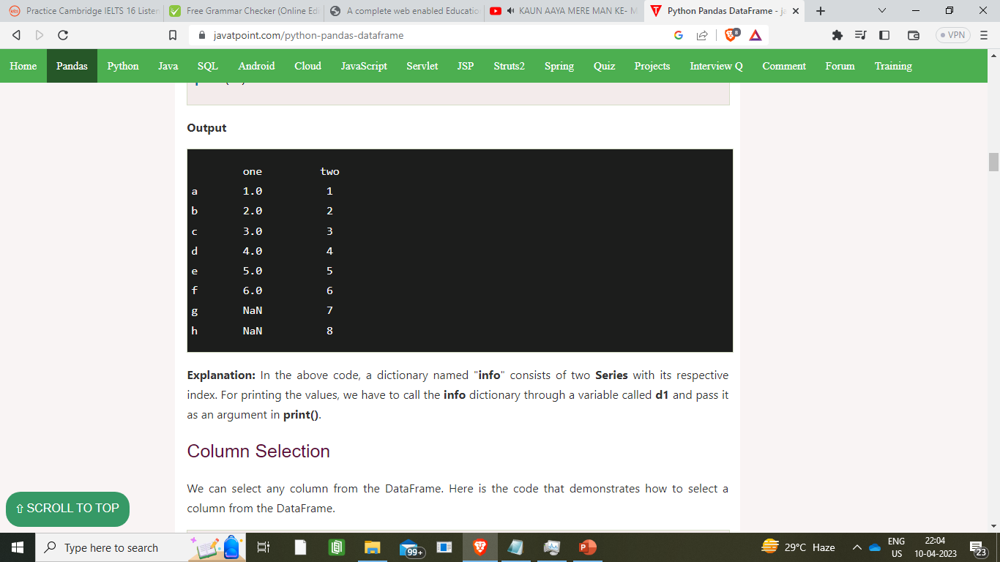 Practice Cambridge IELTS 16 Listen
Free Grammar Checker (Online Edi
A complete web enabled Educatio
KAUN AAYA MERE MAN KE- M
Python Pandas DataFrame - ja
javatpoint.com/python-pandas-dataframe
G
8
VPN
Home Pandas Python Java SQL Android Cloud JavaScript Servlet JSP Struts2 Spring Quiz Projects Interview Q Comment Forum Training
Output
one two
a 1.0 1
b 2.0 2
c 3.0 3
d 4.0 4
e 5.0 5
f 6.0 6
g NaN 7
h NaN 8
Explanation: In the above code, a dictionary named "info" consists of two Series with its respective
index. For printing the values, we have to call the info dictionary through a variable called d1 and pass it
as an argument in print().
Column Selection
We can select any column from the DataFrame. Here is the code that demonstrates how to select a
column from the DataFrame.
⇧ SCROLL TO TOP
Type here to search
99+
P
29°C Haze
ENG
US
22:04
10-04-2023
23